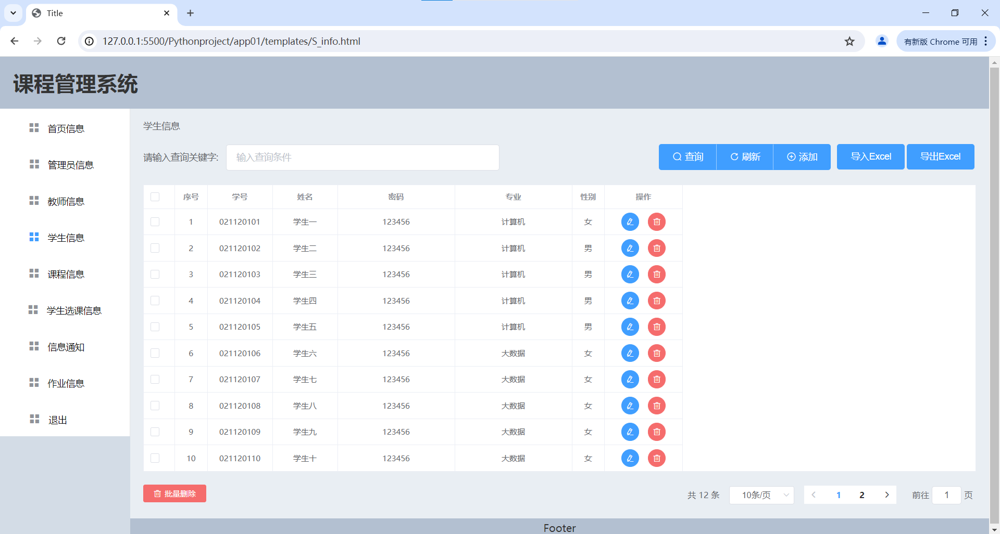 Title
127.0.0.1:5500/Pythonproject/app01/templates/S_info.html
有新版 Chrome 可用
课程管理系统
首页信息
管理员信息
教师信息
学生信息
课程信息
学生选课信息
信息通知
作业信息
退出
学生信息
请输入查询关键字: 输入查询条件 查询 刷新 添加 导入Excel 导出Excel
序号 学号 姓名 密码 专业 性别 操作
1 021120101 学生一 123456 计算机 女
2 021120102 学生二 123456 计算机 男
3 021120103 学生三 123456 计算机 男
4 021120104 学生四 123456 计算机 男
5 021120105 学生五 123456 计算机 男
6 021120106 学生六 123456 大数据 女
7 021120107 学生七 123456 大数据 女
8 021120108 学生八 123456 大数据 女
9 021120109 学生九 123456 大数据 女
10 021120110 学生十 123456 大数据 女
批量删除 共 12 条 10条/页 1 2 前往 1 页
Footer